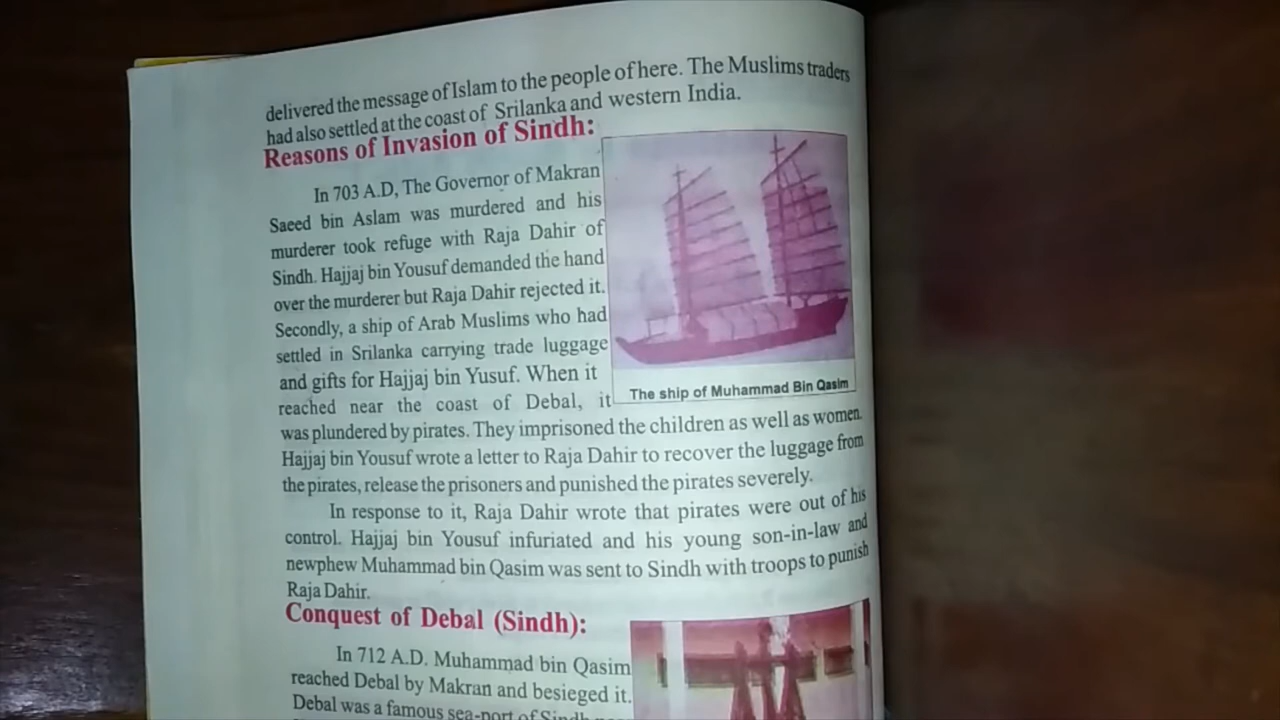 delivered the message of Islam to the people of here. The Muslims traders
had also settled at the coast of Srilanka and western India.
Reasons of Invasion of Sindh:
In 703 A.D, The Governor of Makran
Saeed bin Aslam was murdered and his
murderer took refuge with Raja Dahir of
Sindh. Hajjaj bin Yousuf demanded the hand
over the murderer but Raja Dahir rejected it.
Secondly, a ship of Arab Muslims who had
settled in Srilanka carrying trade luggage
and gifts for Hajjaj bin Yusuf. When it
reached near the coast of Debal, it
The ship of Muhammad Bin Qasim
was plundered by pirates. They imprisoned the children as well as women.
Hajjaj bin Yousuf wrote a letter to Raja Dahir to recover the luggage from
the pirates, release the prisoners and punished the pirates severely.
In response to it, Raja Dahir wrote that pirates were out of his
control. Hajjaj bin Yousuf infuriated and his young son-in-law and
newphew Muhammad bin Qasim was sent to Sindh with troops to punish
Raja Dahir.
Conquest of Debal (Sindh):
In 712 A.D. Muhammad bin Qasim
reached Debal by Makran and besieged it.
Debal was a famous sea-port of Sindh